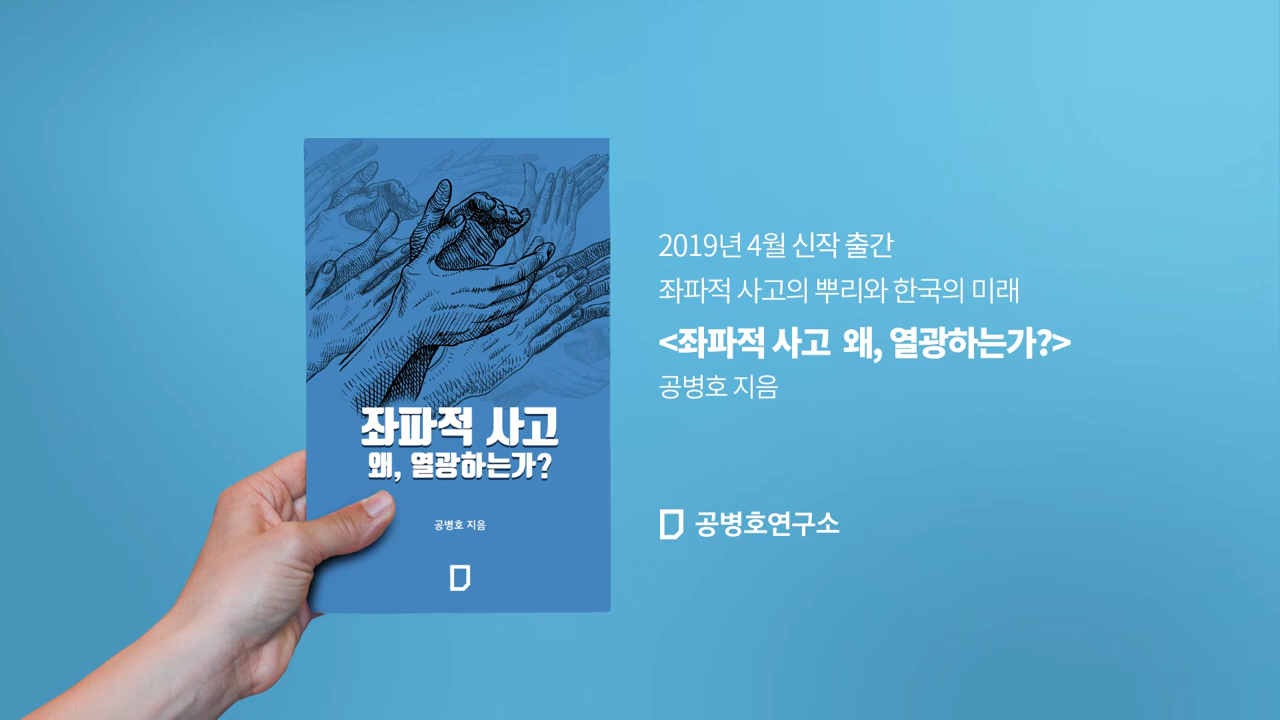 좌파적 사고
왜, 열광하는가?
공병호 지음
2019년 4월 신작 출간
좌파적 사고의 뿌리와 한국의 미래
<좌파적 사고 왜, 열광하는가?>
공병호 지음
공병호연구소